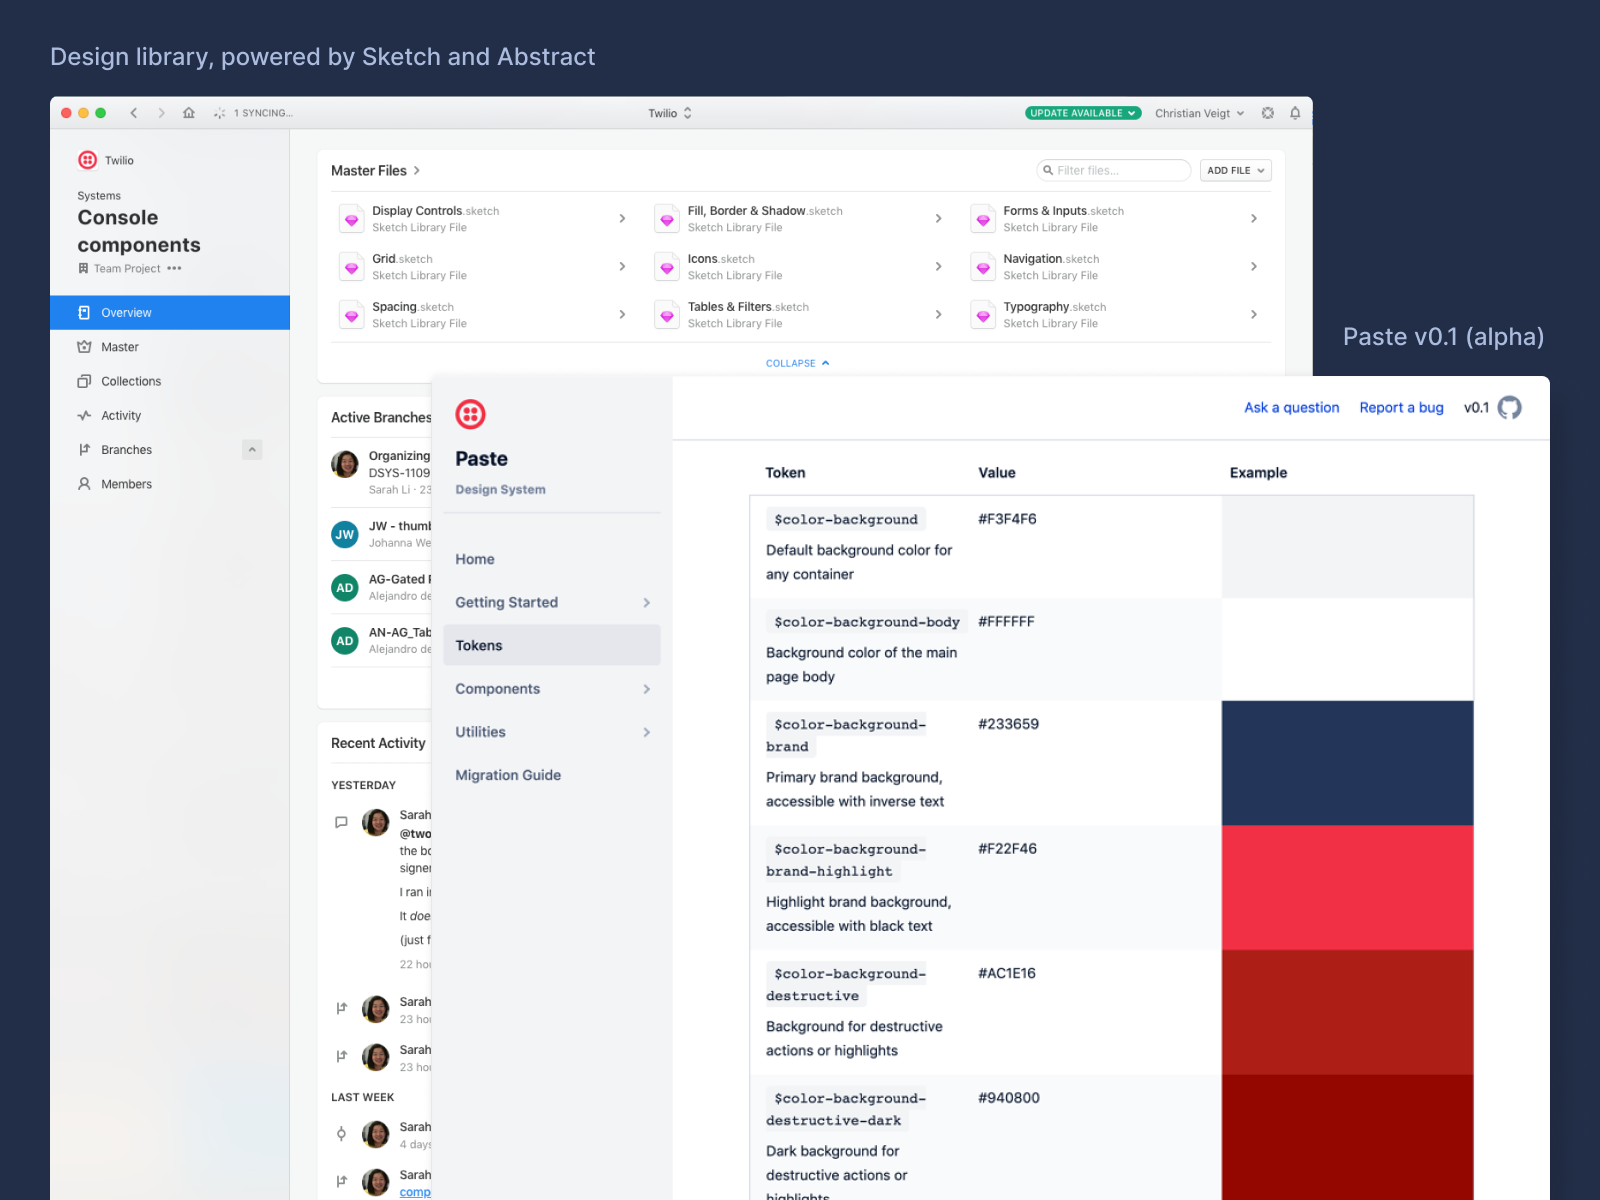 Design library, powered by Sketch and Abstract
1 SYNCING...
Twilio
UPDATE AVAILABLE
Christian Veigt
Twilio
Systems
Console
components
Team Project •••
Overview
Master
Collections
Activity
Branches
Members
Master Files
Filter files...
ADD FILE
Display Controls.sketch
Sketch Library File
Fill, Border & Shadow.sketch
Sketch Library File
Forms & Inputs.sketch
Sketch Library File
Grid.sketch
Sketch Library File
Icons.sketch
Sketch Library File
Navigation.sketch
Sketch Library File
Spacing.sketch
Sketch Library File
Tables & Filters.sketch
Sketch Library File
Typography.sketch
Sketch Library File
COLLAPSE
Active Branches
Organizing
DSYS-1109
Sarah Li · 23
JW
JW - thumb
Johanna We
AD
AG-Gated
Alejandro de
AD
AN-AG_Tab
Alejandro de
Recent Activity
YESTERDAY
Sarah
@two
the bo
signer
I ran i
It doe
(just f
22 hou
Sarah
23 hou
Sarah
23 hou
LAST WEEK
Sarah
4 days
Sarah
comp
Paste v0.1 (alpha)
Paste
Design System
Home
Getting Started
Tokens
Components
Utilities
Migration Guide
Ask a question
Report a bug
v0.1
Token
Value
Example
$color-background
#F3F4F6
Default background color for
any container
$color-background-body
#FFFFFF
Background color of the main
page body
$color-background-
brand
#233659
Primary brand background,
accessible with inverse text
$color-background-
brand-highlight
#F22F46
Highlight brand background,
accessible with black text
$color-background-
destructive
#AC1E16
Background for destructive
actions or highlights
$color-background-
destructive-dark
#940800
Dark background for
destructive actions or
highlights